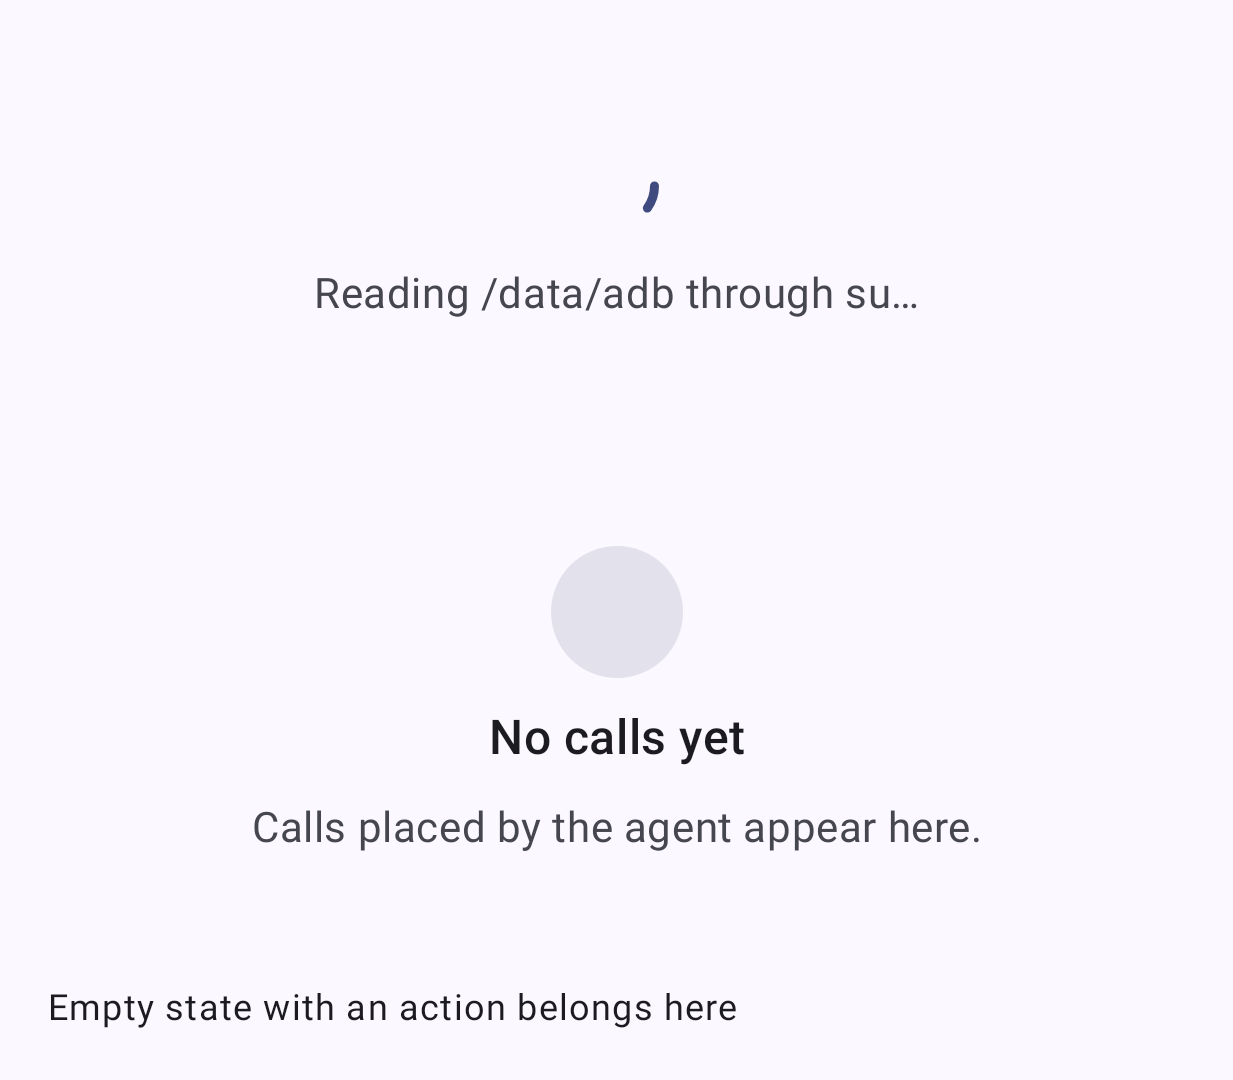 Reading /data/adb through su…
No calls yet
Calls placed by the agent appear here.
Empty state with an action belongs here